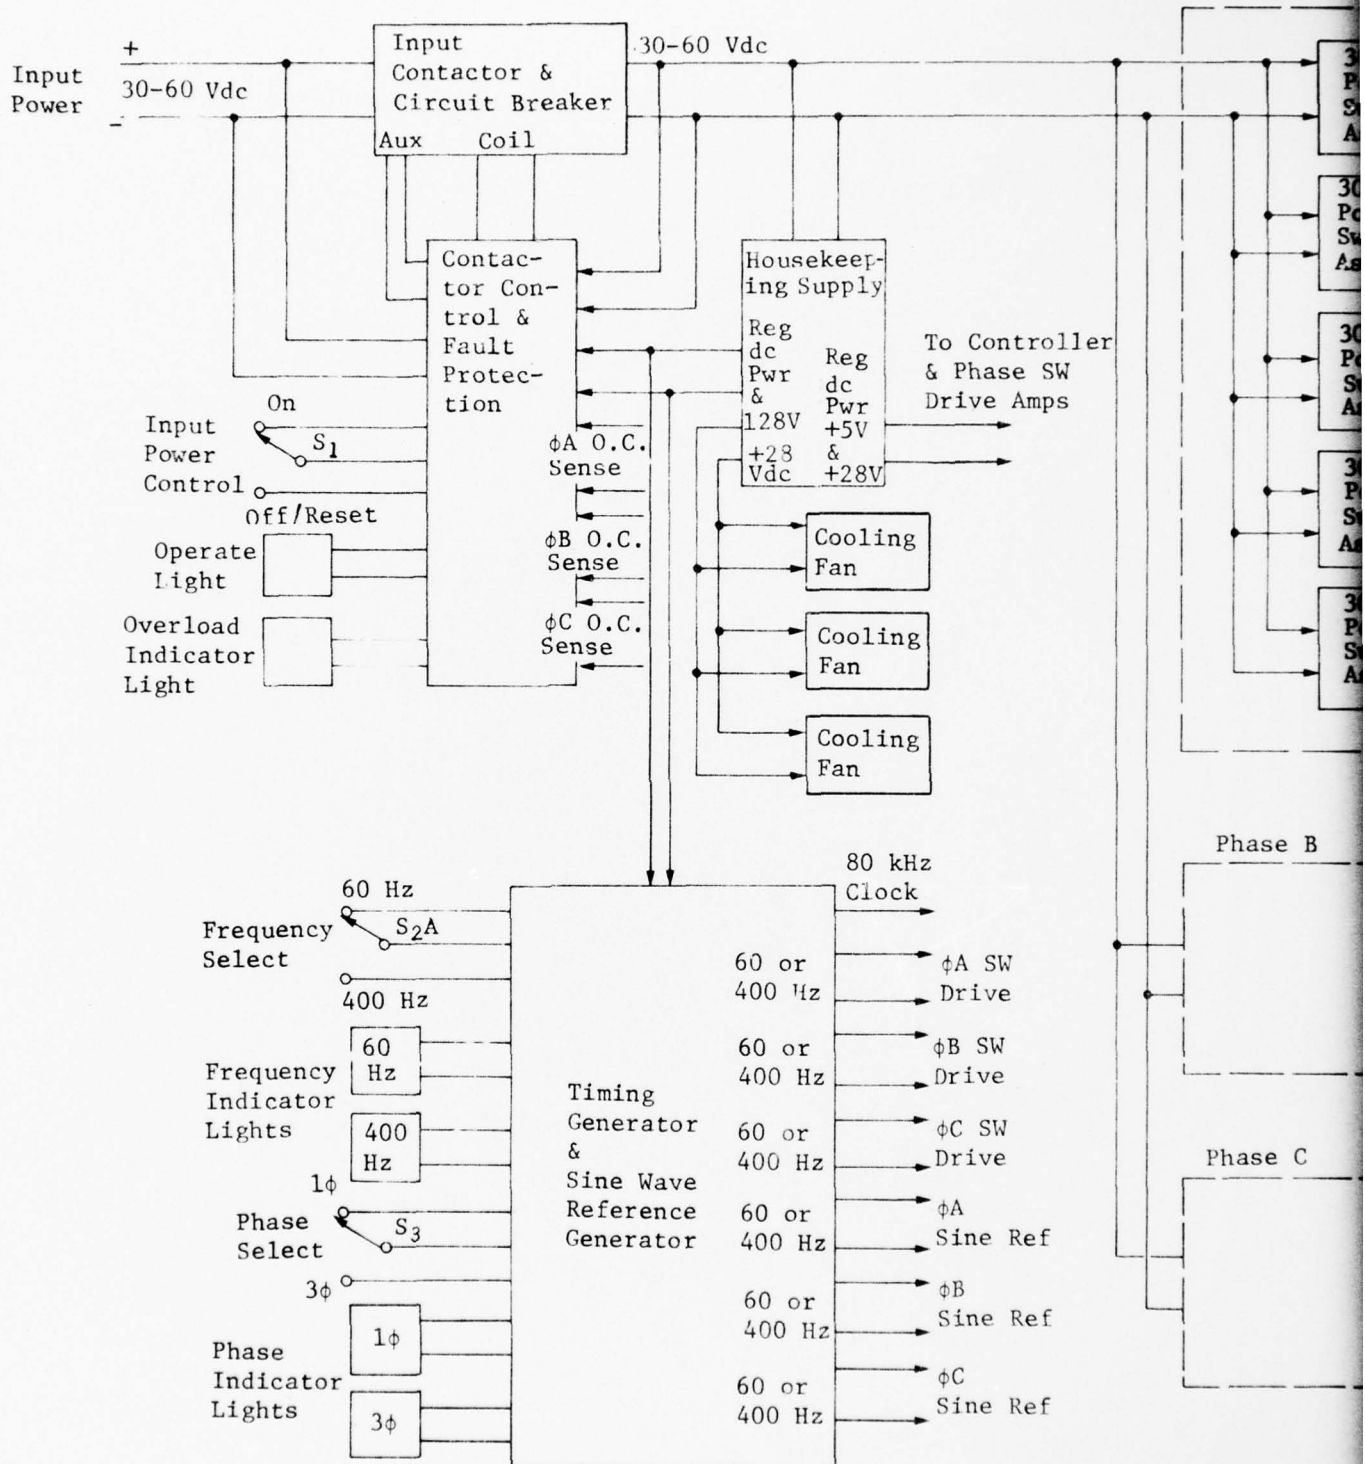 Input
Power
+
30-60 Vdc
-
Input
Contactor &
Circuit Breaker
Aux
Coil
30-60 Vdc
Contac-
tor Con-
trol &
Fault
Protec-
tion
Housekeep-
ing Supply
Reg
dc
Pwr
&
128V
+28
Vdc
Reg
dc
Pwr
+5V
&
+28V
To Controller
& Phase SW
Drive Amps
On
Input
Power
Control
S1
Off/Reset
Operate
Light
Overload
Indicator
Light
ϕA O.C.
Sense
ϕB O.C.
Sense
ϕC O.C.
Sense
Cooling
Fan
Cooling
Fan
Cooling
Fan
30
30
30
Phase B
Phase C
60 Hz
Frequency
Select
S2A
400 Hz
Frequency
Indicator
Lights
60
Hz
400
Hz
1ϕ
Phase
Select
S3
3ϕ
Phase
Indicator
Lights
1ϕ
3ϕ
Timing
Generator
&
Sine Wave
Reference
Generator
80 kHz
Clock
60 or
400 Hz
ϕA SW
Drive
60 or
400 Hz
ϕB SW
Drive
60 or
400 Hz
ϕC SW
Drive
60 or
400 Hz
ϕA
Sine Ref
60 or
400 Hz
ϕB
Sine Ref
60 or
400 Hz
ϕC
Sine Ref